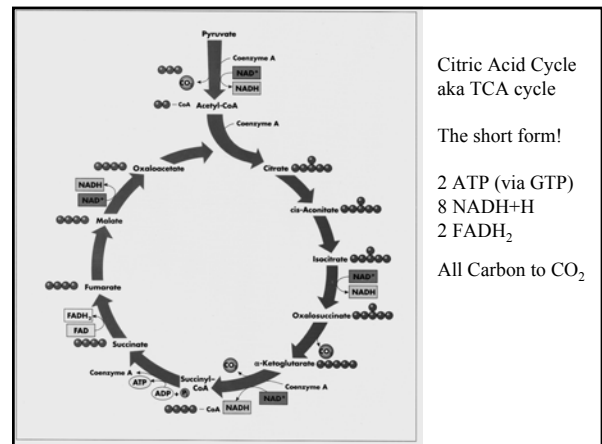 Pyruvate
Coenzyme A
NAD⁺
CO₂
NADH
CoA
Acetyl-CoA
Coenzyme A
Oxaloacetate
Citrate
NADH
NAD⁺
cis-Aconitate
Malate
Isocitrate
NAD⁺
NADH
Fumarate
Oxalosuccinate
FADH₂
FAD
CO₂
Succinate
α-Ketoglutarate
CO₂
Coenzyme A
Succinyl-
CoA
Coenzyme A
ATP
ADP + Pᵢ
NAD⁺
CoA
NADH
Citric Acid Cycle
aka TCA cycle
The short form!
2 ATP (via GTP)
8 NADH+H
2 FADH₂
All Carbon to CO₂